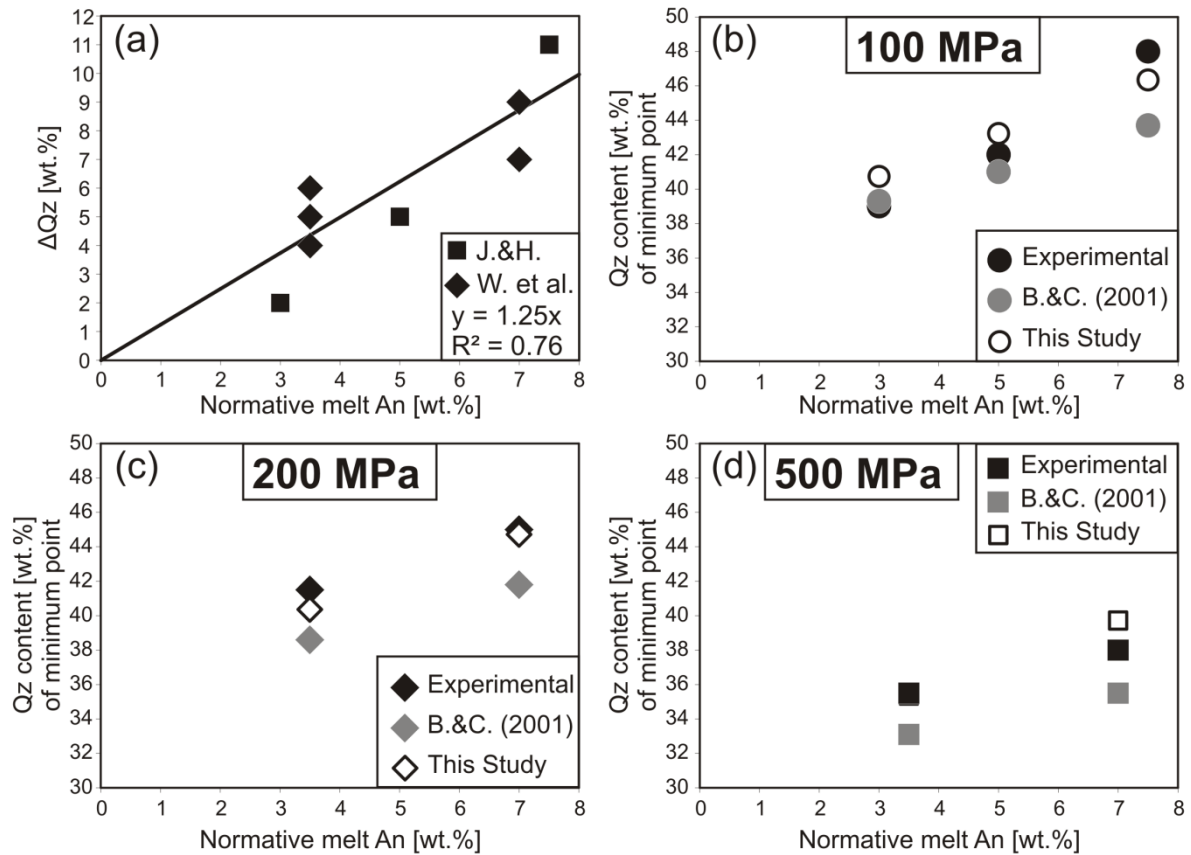 (a)
12
11
10
9
8
7
6
5
4
3
2
1
0
ΔQz [wt.%]
J.&H.
W. et al.
y = 1.25x
R² = 0.76
0 1 2 3 4 5 6 7 8
Normative melt An [wt.%]
(b)
100 MPa
50
48
46
44
42
40
38
36
34
32
30
Qz content [wt.%]
of minimum point
Experimental
B.&C. (2001)
This Study
0 1 2 3 4 5 6 7 8
Normative melt An [wt.%]
(c)
200 MPa
50
48
46
44
42
40
38
36
34
32
30
Qz content [wt.%]
of minimum point
Experimental
B.&C. (2001)
This Study
0 1 2 3 4 5 6 7 8
Normative melt An [wt.%]
(d)
500 MPa
50
48
46
44
42
40
38
36
34
32
30
Qz content [wt.%]
of minimum point
Experimental
B.&C. (2001)
This Study
0 1 2 3 4 5 6 7 8
Normative melt An [wt.%]